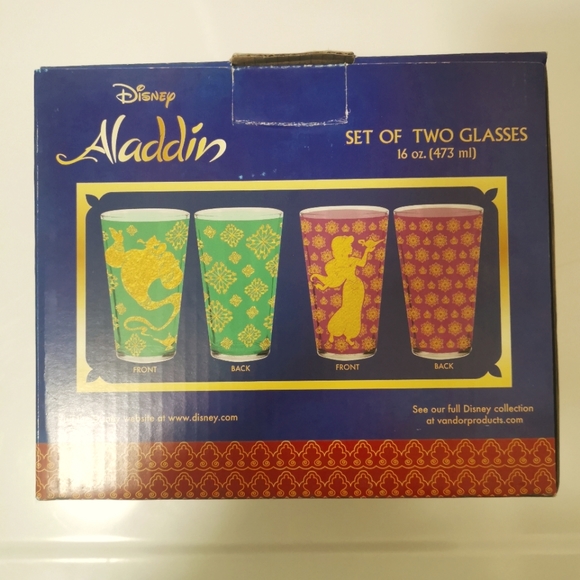 Disney
Aladdin
SET OF TWO GLASSES
16 oz. (473 ml)
FRONT
BACK
FRONT
BACK
website at www.disney.com
See our full Disney collection
at vandorproducts.com